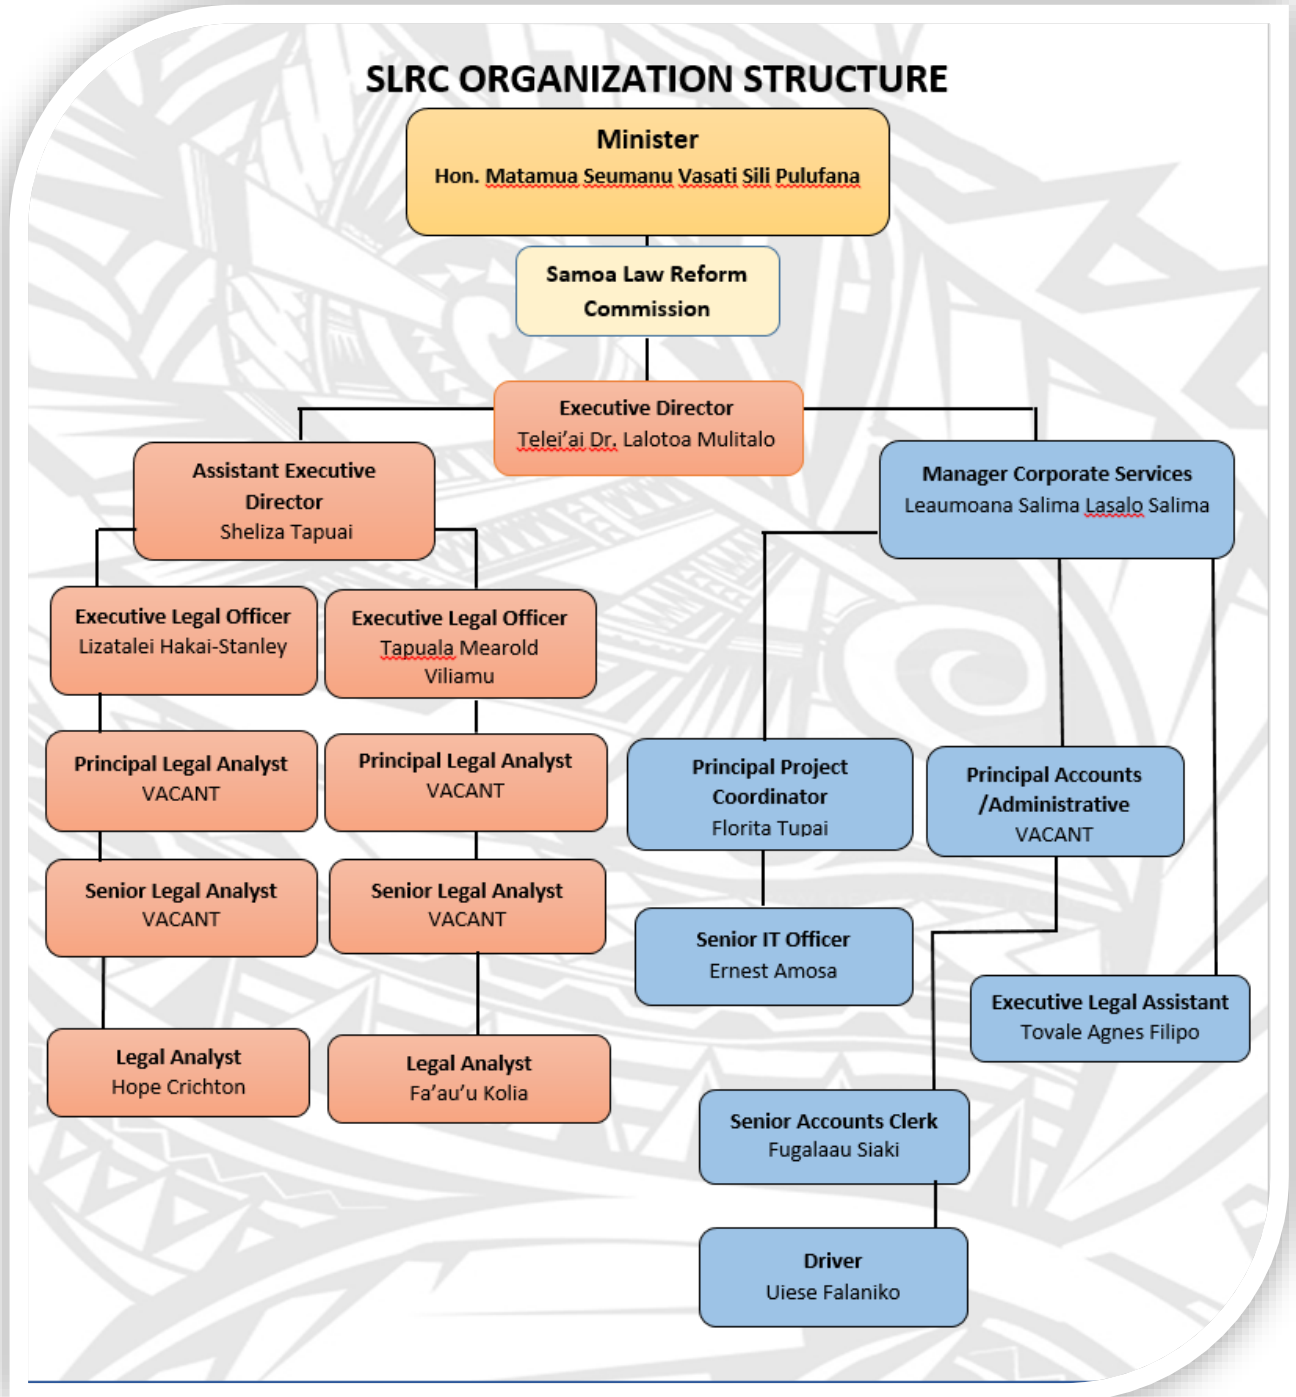 SLRC ORGANIZATION STRUCTURE
Minister
Hon. Matamua Seumanu Vasati Sili Pulufana
Samoa Law Reform
Commission
Executive Director
Telei’ai Dr. Lalotoa Mulitalo
Assistant Executive
Director
Sheliza Tapuai
Manager Corporate Services
Leaumoana Salima Lasalo Salima
Executive Legal Officer
Lizatalei Hakai-Stanley
Executive Legal Officer
Tapuala Mearold
Viliamu
Principal Legal Analyst
VACANT
Principal Legal Analyst
VACANT
Principal Project
Coordinator
Florita Tupai
Principal Accounts
/Administrative
VACANT
Senior Legal Analyst
VACANT
Senior Legal Analyst
VACANT
Senior IT Officer
Ernest Amosa
Executive Legal Assistant
Tovale Agnes Filipo
Legal Analyst
Hope Crichton
Legal Analyst
Fa’au’u Kolia
Senior Accounts Clerk
Fugalaau Siaki
Driver
Uiese Falaniko